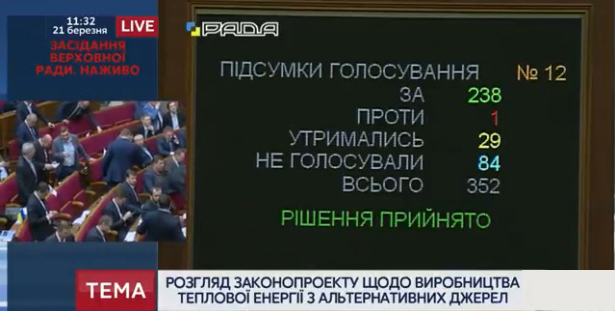 11:32 LIVE
21 березня
ЗАСІДАННЯ
ВЕРХОВНОЇ
РАДИ. НАЖИВО
РАДА
ПІДСУМКИ ГОЛОСУВАННЯ № 12
ЗА 238
ПРОТИ 1
УТРИМАЛИСЬ 29
НЕ ГОЛОСУВАЛИ 84
ВСЬОГО 352
РІШЕННЯ ПРИЙНЯТО
ТЕМА
РОЗГЛЯД ЗАКОНОПРОЕКТУ ЩОДО ВИРОБНИЦТВА
ТЕПЛОВОЇ ЕНЕРГІЇ З АЛЬТЕРНАТИВНИХ ДЖЕРЕЛ